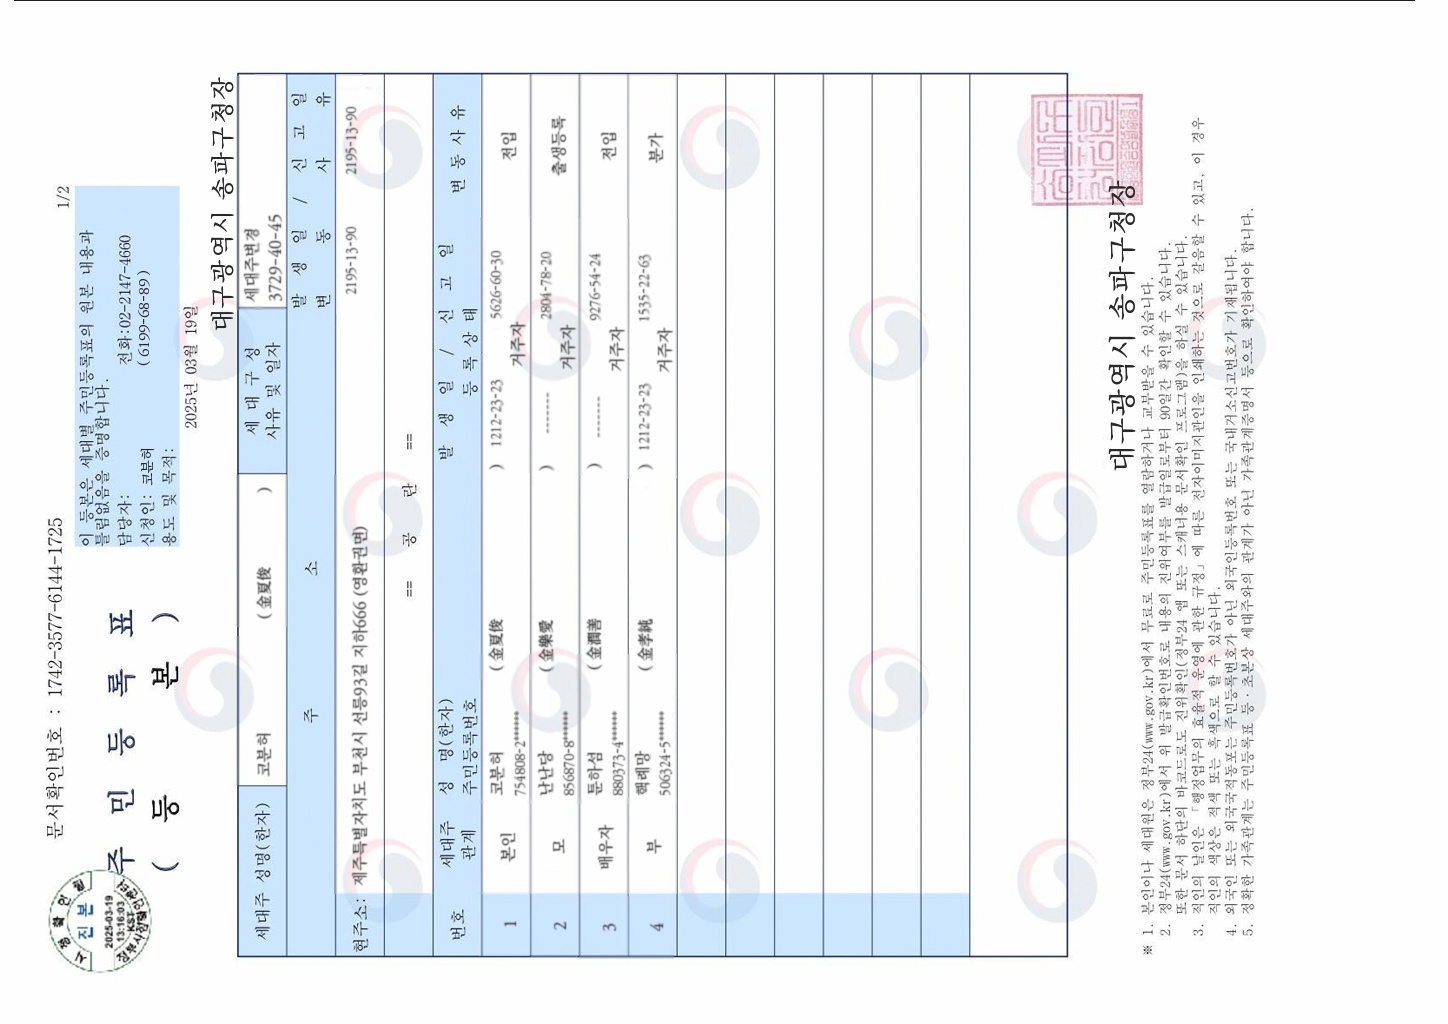 문서확인번호 : 1742-3577-6144-1725
1/2
주 민 등 록 표
( 등 본 )
이 등본은 세대별 주민등록표의 원본 내용과
틀림없음을 증명합니다.
담당자:
전화:02-2147-4660
신청인: 코분허
(6199-68-89)
용도 및 목적:
2025년 03월 19일
진본
2025-03-19
13:16:03
KST
대구광역시 송파구청장
세대주 성명(한자)
코분허 (金夏俊)
세 대 구 성
사유 및 일자
세대주변경
3729-40-45
주 소
발 생 일 / 신 고 일
변 동 사 유
현주소: 제주특별자치도 부천시 선릉93길 지하666 (영환권면)
2195-13-90 2195-13-90
== 공 란 ==
번호
세대주
관계
성 명(한자)
주민등록번호
발 생 일 / 신 고 일
등 록 상 태
변 동 사 유
1 본인 코분허 (金夏俊) 1212-23-23 5626-60-30 전입
754808-2****** 거주자
2 모 난난당 (金樂愛) ------- 2804-78-20 출생등록
856870-8****** 거주자
3 배우자 둔하섬 (金潤善) ------- 9276-54-24 전입
880373-4****** 거주자
4 부 핵례망 (金孝純) 1212-23-23 1535-22-63 분가
506324-5****** 거주자
대구광역시 송파구청장
※ 1. 본인이나 세대원은 정부24(www.gov.kr)에서 무료로 주민등록표를 열람하거나 교부받을 수 있습니다.
2. 정부24(www.gov.kr)에서 위 발급확인번호로 내용의 진위여부를 발급일로부터 90일간 확인할 수 있습니다.
또한 문서 하단의 바코드로도 진위확인(정부24 앱 또는 스캐너용 문서확인 프로그램)을 하실 수 있습니다.
3. 직인의 날인은 「행정업무의 효율적 운영에 관한 규정」에 따른 전자이미지관인을 인쇄하는 것으로 갈음할 수 있고, 이 경우
직인의 색상은 적색 또는 흑색으로 할 수 있습니다.
4. 외국인 또는 외국국적동포는 주민등록번호가 아닌 외국인등록번호 또는 국내거소신고번호가 기재됩니다.
5. 정확한 가족관계는 주민등록표 등·초본상 세대주와의 관계가 아닌 가족관계증명서 등으로 확인하여야 합니다.